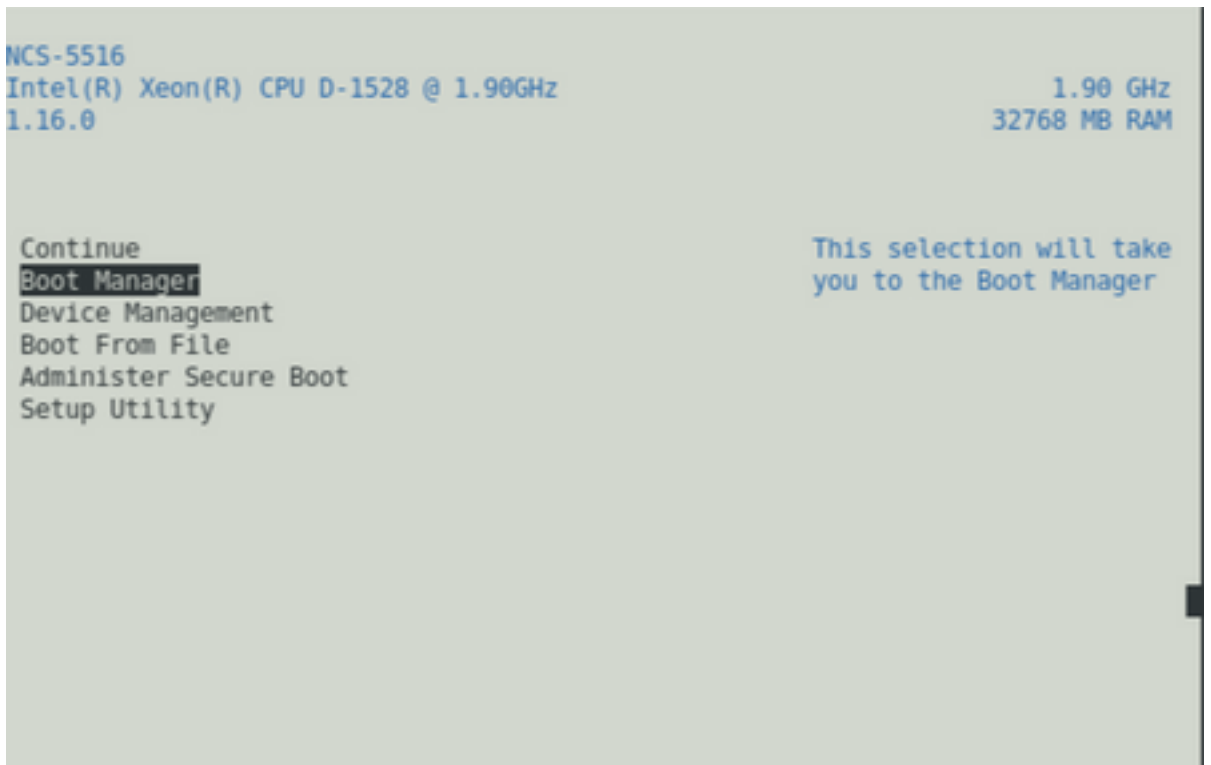 NCS-5516
Intel(R) Xeon(R) CPU D-1528 @ 1.90GHz 1.90 GHz
1.16.0 32768 MB RAM
Continue This selection will take
Boot Manager you to the Boot Manager
Device Management
Boot From File
Administer Secure Boot
Setup Utility